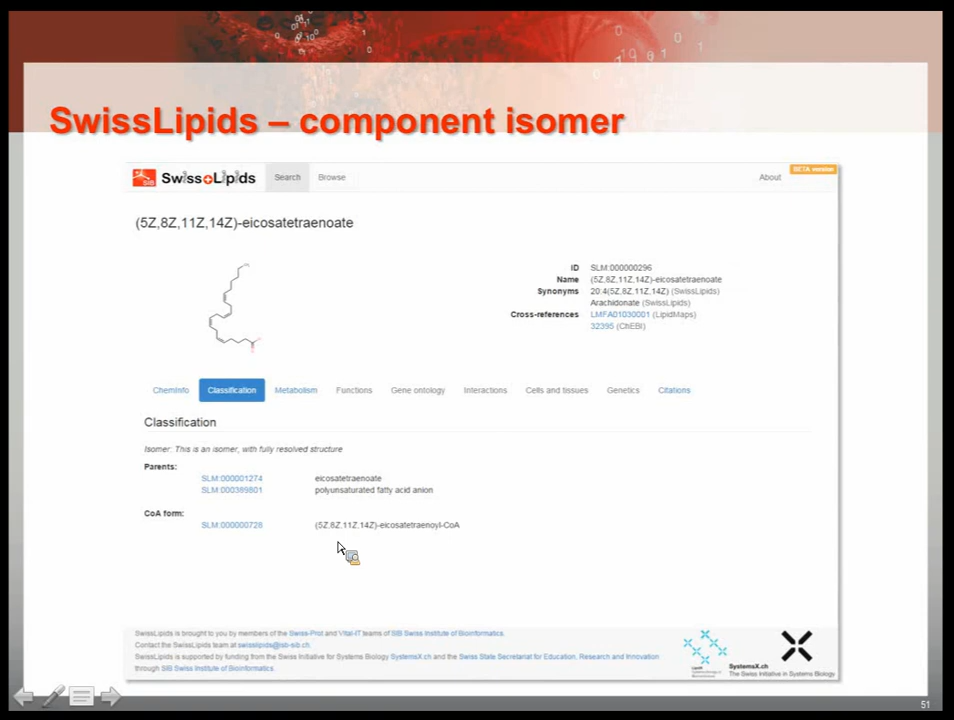 SwissLipids – component isomer
SIB
SwissLipids Search Browse About BETA version
(5Z,8Z,11Z,14Z)-eicosatetraenoate
ID SLM:000000296
Name (5Z,8Z,11Z,14Z)-eicosatetraenoate
Synonyms 20:4(5Z,8Z,11Z,14Z) (SwissLipids)
Arachidonate (SwissLipids)
Cross-references LMFA01030001 (LipidMaps)
32395 (ChEBI)
ChemInfo Classification Metabolism Functions Gene ontology Interactions Cells and tissues Genetics Citations
Classification
Isomer: This is an isomer, with fully resolved structure
Parents:
SLM:000001274 eicosatetraenoate
SLM:000389801 polyunsaturated fatty acid anion
CoA form:
SLM:000000728 (5Z,8Z,11Z,14Z)-eicosatetraenoyl-CoA
SwissLipids is brought to you by members of the Swiss-Prot and Vital-IT teams of SIB Swiss Institute of Bioinformatics.
Contact the SwissLipids team at swisslipids@isb-sib.ch.
SwissLipids is supported by funding from the Swiss Initiative for Systems Biology SystemsX.ch and the Swiss State Secretariat for Education, Research and Innovation
through SIB Swiss Institute of Bioinformatics.
SystemsX.ch
The Swiss Initiative in Systems Biology
51